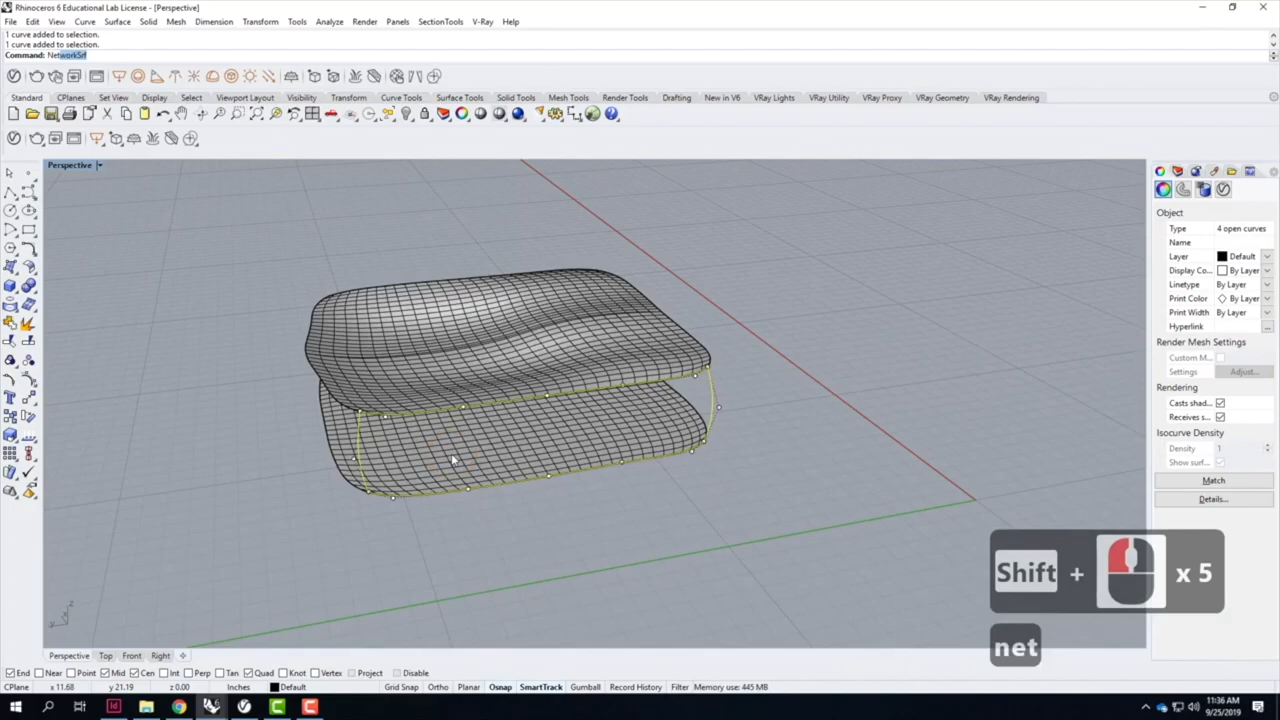 Rhinoceros 6 Educational Lab License - [Perspective]
File Edit View Curve Surface Solid Mesh Dimension Transform Tools Analyze Render Panels SectionTools V-Ray Help
1 curve added to selection.
1 curve added to selection.
Command: NetworkSrf
Standard CPlanes Set View Display Select Viewport Layout Visibility Transform Curve Tools Surface Tools Solid Tools Mesh Tools Render Tools Drafting New in V6 VRay Lights VRay Utility VRay Proxy VRay Geometry VRay Rendering
Perspective
Object
Type 4 open curves
Name
Layer Default
Display Co... By Layer
Linetype By Layer
Print Color By Layer
Print Width By Layer
Hyperlink ...
Render Mesh Settings
Custom M...
Settings Adjust...
Rendering
Casts shad...
Receives s...
Isocurve Density
Density 1
Show surf...
Match
Details...
Shift + x 5
net
z
x
y
Perspective Top Front Right
End Near Point Mid Cen Int Perp Tan Quad Knot Vertex Project Disable
CPlane x 11.68 y 21.19 z 0.00 Inches Default Grid Snap Ortho Planar Osnap SmartTrack Gumball Record History Filter Memory use: 445 MB
Id
11:36 AM
9/25/2019